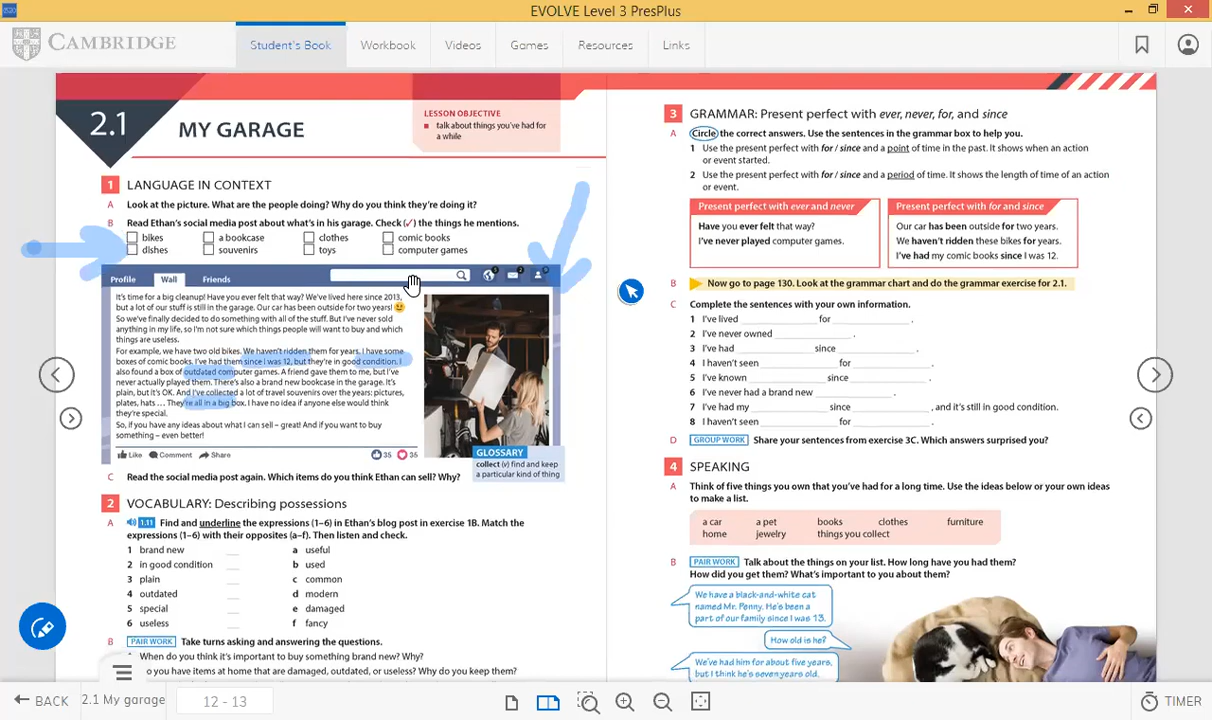 EVOLVE Level 3 PresPlus
CAMBRIDGE
Student's Book
Workbook
Videos
Games
Resources
Links
2.1
MY GARAGE
LESSON OBJECTIVE
talk about things you've had for
a while
1 LANGUAGE IN CONTEXT
A Look at the picture. What are the people doing? Why do you think they're doing it?
B Read Ethan's social media post about what's in his garage. Check (✓) the things he mentions.
bikes a bookcase clothes comic books
dishes souvenirs toys computer games
Profile Wall Friends
It's time for a big cleanup! Have you ever felt that way? We've lived here since 2013,
but a lot of our stuff is still in the garage. Our car has been outside for two years!
So we've finally decided to do something with all of the stuff. But I've never sold
anything in my life, so I'm not sure which things people will want to buy and which
things are useless.
For example, we have two old bikes. We haven't ridden them for years. I have some
boxes of comic books. I've had them since I was 12, but they're in good condition. I
also found a box of outdated computer games. A friend gave them to me, but I've
never actually played them. There's also a brand new bookcase in the garage. It's
plain, but it's OK. And I've collected a lot of travel souvenirs over the years: pictures,
plates, hats ... They're all in a big box. I have no idea if anyone else would think
they're special.
So, if you have any ideas about what I can sell – great! And if you want to buy
something – even better!
Like Comment Share 35 35
GLOSSARY
collect (v) find and keep
a particular kind of thing
C Read the social media post again. Which items do you think Ethan can sell? Why?
2 VOCABULARY: Describing possessions
A 1.11 Find and underline the expressions (1–6) in Ethan's blog post in exercise 1B. Match the
expressions (1–6) with their opposites (a–f). Then listen and check.
1 brand new a useful
2 in good condition b used
3 plain c common
4 outdated d modern
5 special e damaged
6 useless f fancy
B PAIR WORK Take turns asking and answering the questions.
When do you think it's important to buy something brand new? Why?
you have items at home that are damaged, outdated, or useless? Why do you keep them?
3 GRAMMAR: Present perfect with ever, never, for, and since
A Circle the correct answers. Use the sentences in the grammar box to help you.
1 Use the present perfect with for / since and a point of time in the past. It shows when an action
or event started.
2 Use the present perfect with for / since and a period of time. It shows the length of time of an action
or event.
Present perfect with ever and never
Have you ever felt that way?
I've never played computer games.
Present perfect with for and since
Our car has been outside for two years.
We haven't ridden these bikes for years.
I've had my comic books since I was 12.
B Now go to page 130. Look at the grammar chart and do the grammar exercise for 2.1.
C Complete the sentences with your own information.
1 I've lived for .
2 I've never owned .
3 I've had since .
4 I haven't seen for .
5 I've known since .
6 I've never had a brand new .
7 I've had my since , and it's still in good condition.
8 I haven't seen for .
D GROUP WORK Share your sentences from exercise 3C. Which answers surprised you?
4 SPEAKING
A Think of five things you own that you've had for a long time. Use the ideas below or your own ideas
to make a list.
a car a pet books clothes furniture
home jewelry things you collect
B PAIR WORK Talk about the things on your list. How long have you had them?
How did you get them? What's important to you about them?
We have a black-and-white cat
named Mr. Penny. He's been a
part of our family since I was 13.
How old is he?
We've had him for about five years,
but I think he's seven years old.
BACK
2.1 My garage
12 - 13
TIMER